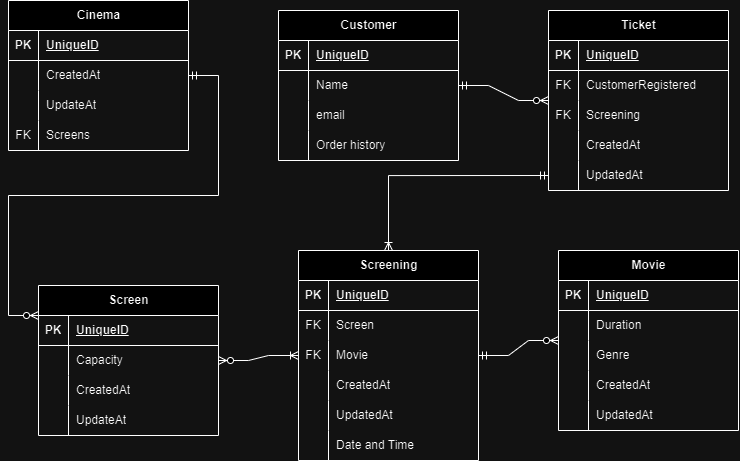 Cinema
PK UniqueID
CreatedAt
UpdateAt
FK Screens
Customer
PK UniqueID
Name
email
Order history
Ticket
PK UniqueID
FK CustomerRegistered
FK Screening
CreatedAt
UpdatedAt
Screen
PK UniqueID
Capacity
CreatedAt
UpdateAt
Screening
PK UniqueID
FK Screen
FK Movie
CreatedAt
UpdatedAt
Date and Time
Movie
PK UniqueID
Duration
Genre
CreatedAt
UpdatedAt